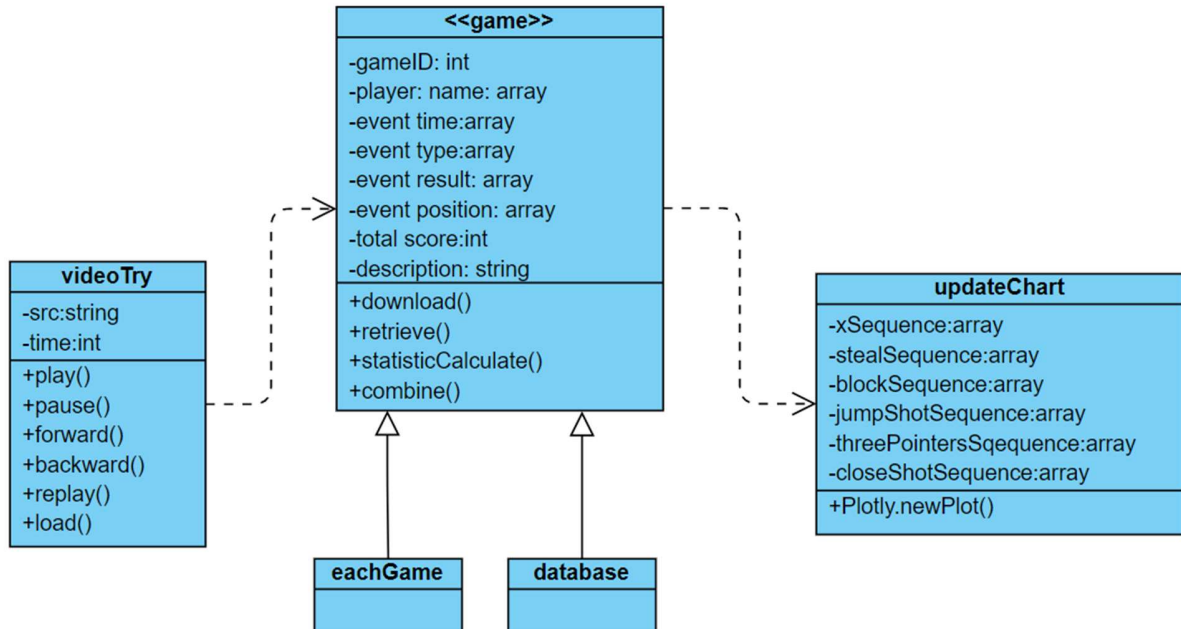 <<game>>
-gameID: int
-player: name: array
-event time:array
-event type:array
-event result: array
-event position: array
-total score:int
-description: string
+download()
+retrieve()
+statisticCalculate()
+combine()
videoTry
-src:string
-time:int
+play()
+pause()
+forward()
+backward()
+replay()
+load()
updateChart
-xSequence:array
-stealSequence:array
-blockSequence:array
-jumpShotSequence:array
-threePointersSqequence:array
-closeShotSequence:array
+Plotly.newPlot()
eachGame
database